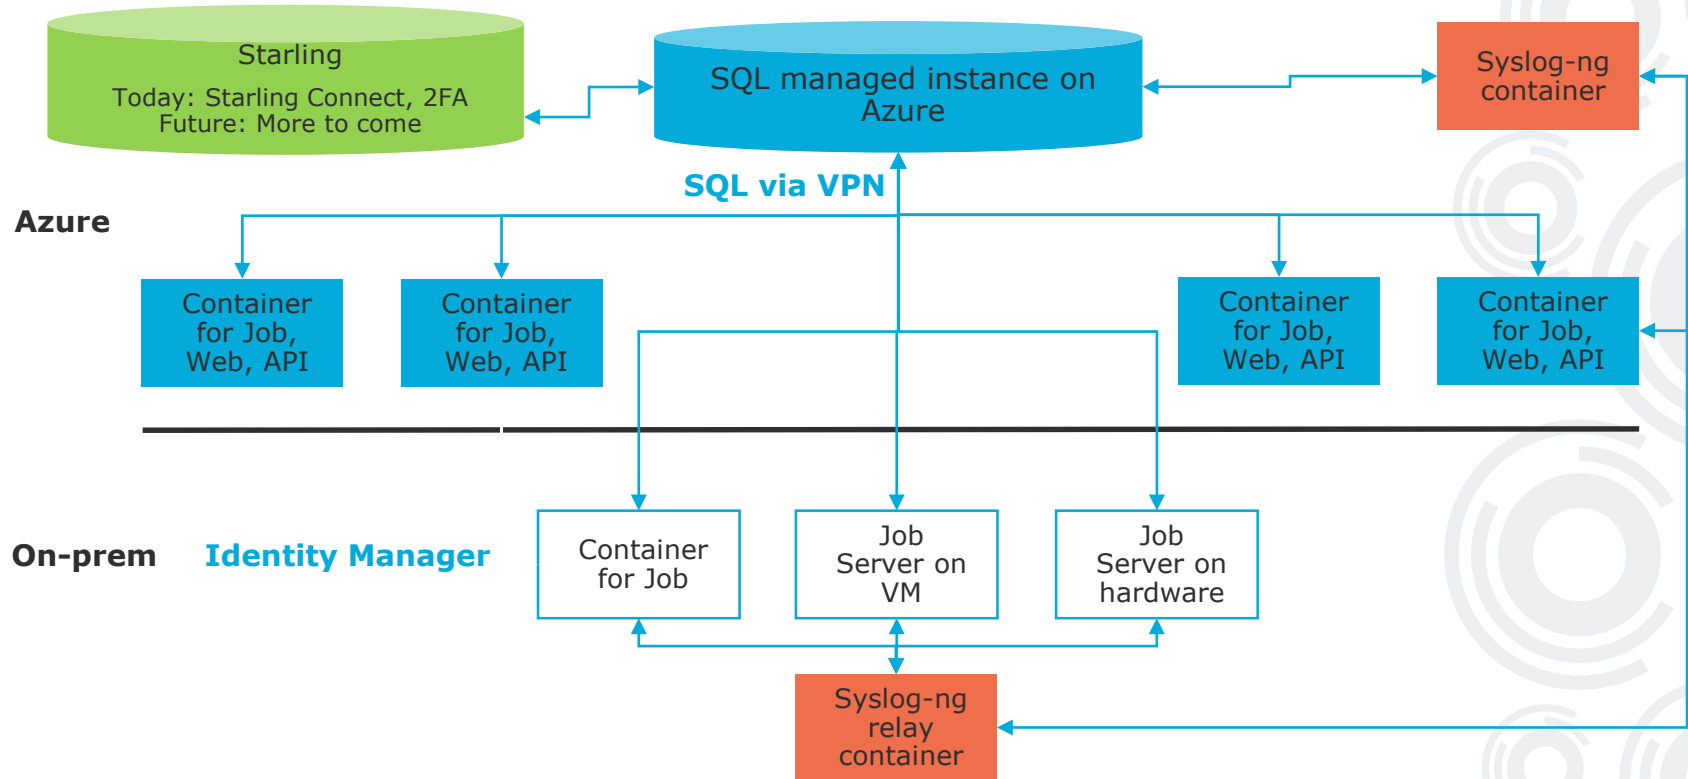 Starling
Today: Starling Connect, 2FA
Future: More to come
SQL managed instance on
Azure
Syslog-ng
container
SQL via VPN
Azure
Container
for Job,
Web, API
Container
for Job,
Web, API
Container
for Job,
Web, API
Container
for Job,
Web, API
On-prem
Identity Manager
Container
for Job
Job
Server on
VM
Job
Server on
hardware
Syslog-ng
relay
container